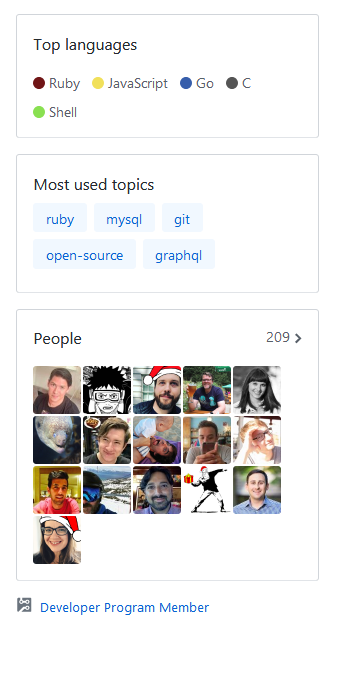 Top languages
Ruby JavaScript Go C
Shell
Most used topics
ruby mysql git
open-source graphql
People 209
Developer Program Member